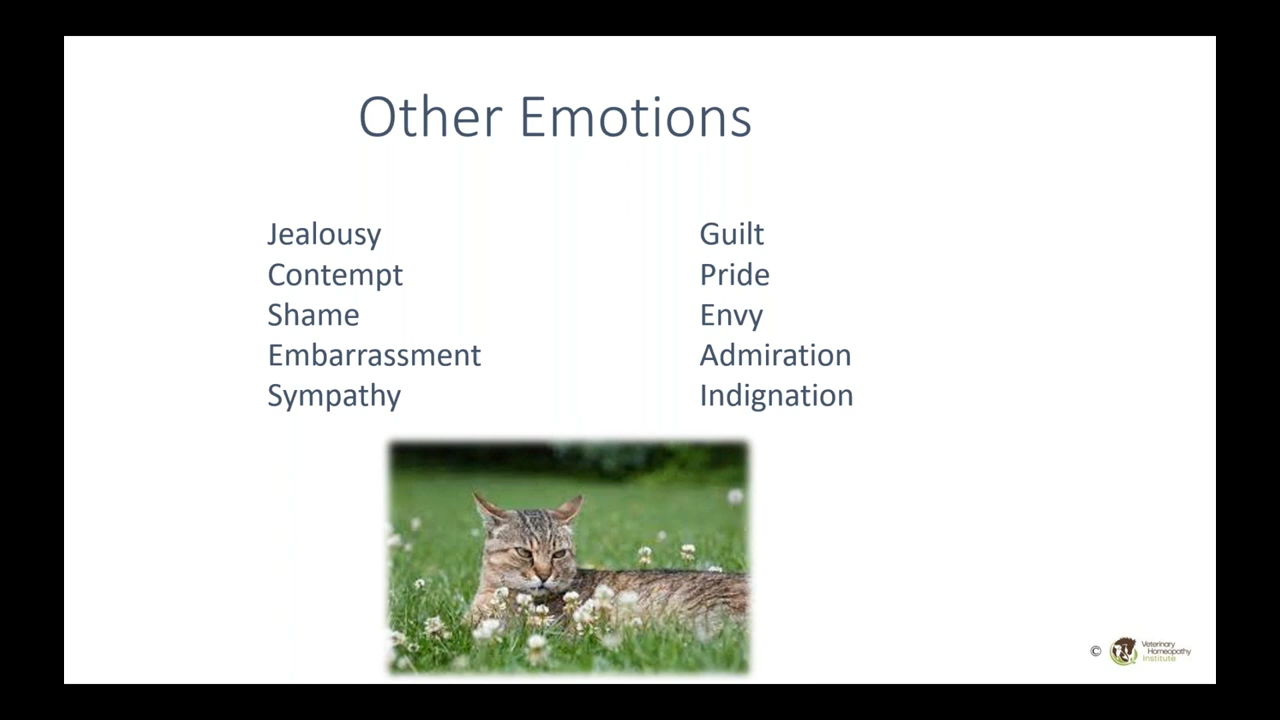 Other Emotions
Jealousy
Contempt
Shame
Embarrassment
Sympathy
Guilt
Pride
Envy
Admiration
Indignation
©
Veterinary
Homeopathy
Institute